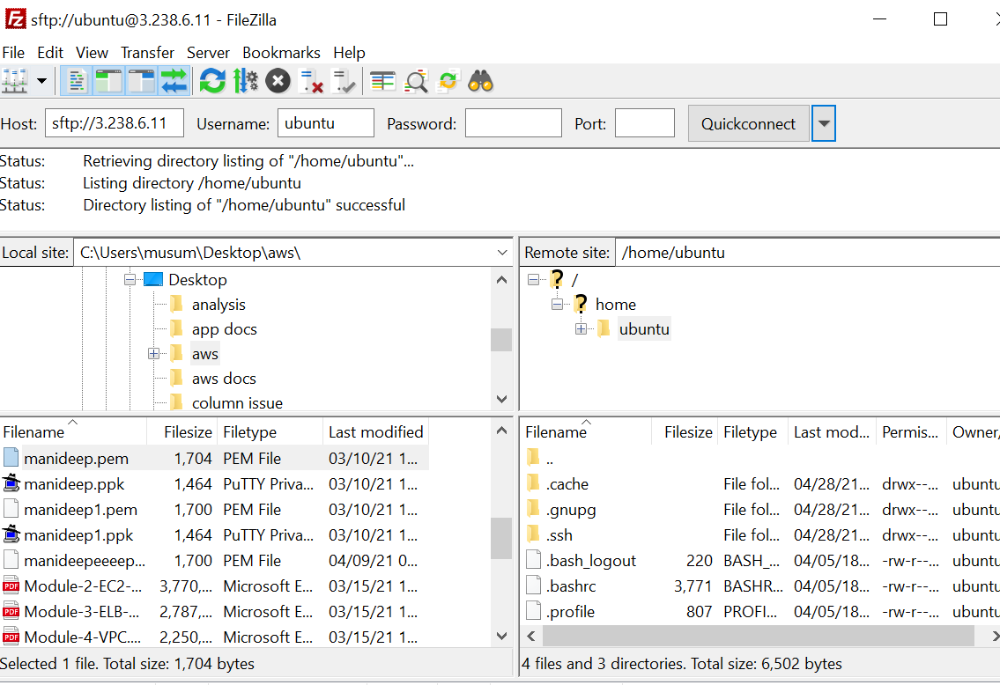 sftp://ubuntu@3.238.6.11 - FileZilla
File Edit View Transfer Server Bookmarks Help
Host: sftp://3.238.6.11 Username: ubuntu Password: Port: Quickconnect
Status: Retrieving directory listing of "/home/ubuntu"...
Status: Listing directory /home/ubuntu
Status: Directory listing of "/home/ubuntu" successful
Local site: C:\Users\musum\Desktop\aws\
Desktop
analysis
app docs
aws
aws docs
column issue
Remote site: /home/ubuntu
/
home
ubuntu
Filename Filesize Filetype Last modified
manideep.pem 1,704 PEM File 03/10/21 1...
manideep.ppk 1,464 PuTTY Priva... 03/10/21 1...
manideep1.pem 1,700 PEM File 03/10/21 1...
manideep1.ppk 1,464 PuTTY Priva... 03/10/21 1...
manideepeeeep... 1,700 PEM File 04/09/21 0...
Module-2-EC2-... 3,770,... Microsoft E... 03/15/21 1...
Module-3-ELB-... 2,787,... Microsoft E... 03/15/21 1...
Module-4-VPC.... 2,250,... Microsoft E... 03/15/21 1...
Selected 1 file. Total size: 1,704 bytes
Filename Filesize Filetype Last mod... Permis... Owner/
..
.cache File fol... 04/28/21... drwx--... ubuntu
.gnupg File fol... 04/28/21... drwx--... ubuntu
.ssh File fol... 04/28/21... drwx--... ubuntu
.bash_logout 220 BASH_... 04/05/18... -rw-r--... ubuntu
.bashrc 3,771 BASHR... 04/05/18... -rw-r--... ubuntu
.profile 807 PROFI... 04/05/18... -rw-r--... ubuntu
4 files and 3 directories. Total size: 6,502 bytes